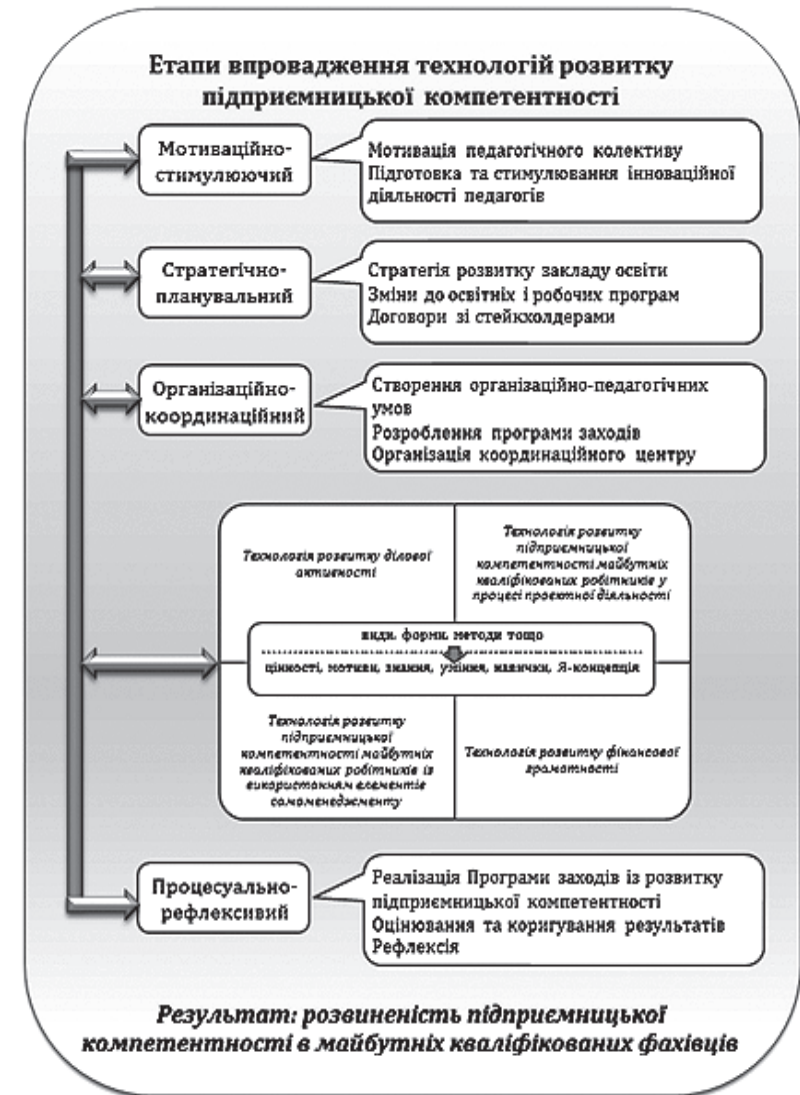 Етапи впровадження технологій розвитку
підприємницької компетентності
Мотиваційно-
стимулюючий
Мотивація педагогічного колективу
Підготовка та стимулювання інноваційної
діяльності педагогів
Стратегічно-
планувальний
Стратегія розвитку закладу освіти
Зміни до освітніх і робочих програм
Договори зі стейкхолдерами
Організаційно-
координаційний
Створення організаційно-педагогічних
умов
Розроблення програми заходів
Організація координаційного центру
Технологія розвитку ділової
активності
Технологія розвитку
підприємницької
компетентності майбутніх
кваліфікованих робітників у
процесі проектної діяльності
види, форми, методи тощо
цінності, мотиви, знання, уміння, навички, Я-концепція
Технологія розвитку
підприємницької
компетентності майбутніх
кваліфікованих робітників із
використанням елементів
самоменеджменту
Технологія розвитку фінансової
грамотності
Процесуально-
рефлексивий
Реалізація Програми заходів із розвитку
підприємницької компетентності
Оцінювання та коригування результатів
Рефлексія
Результат: розвиненість підприємницької
компетентності в майбутніх кваліфікованих фахівців